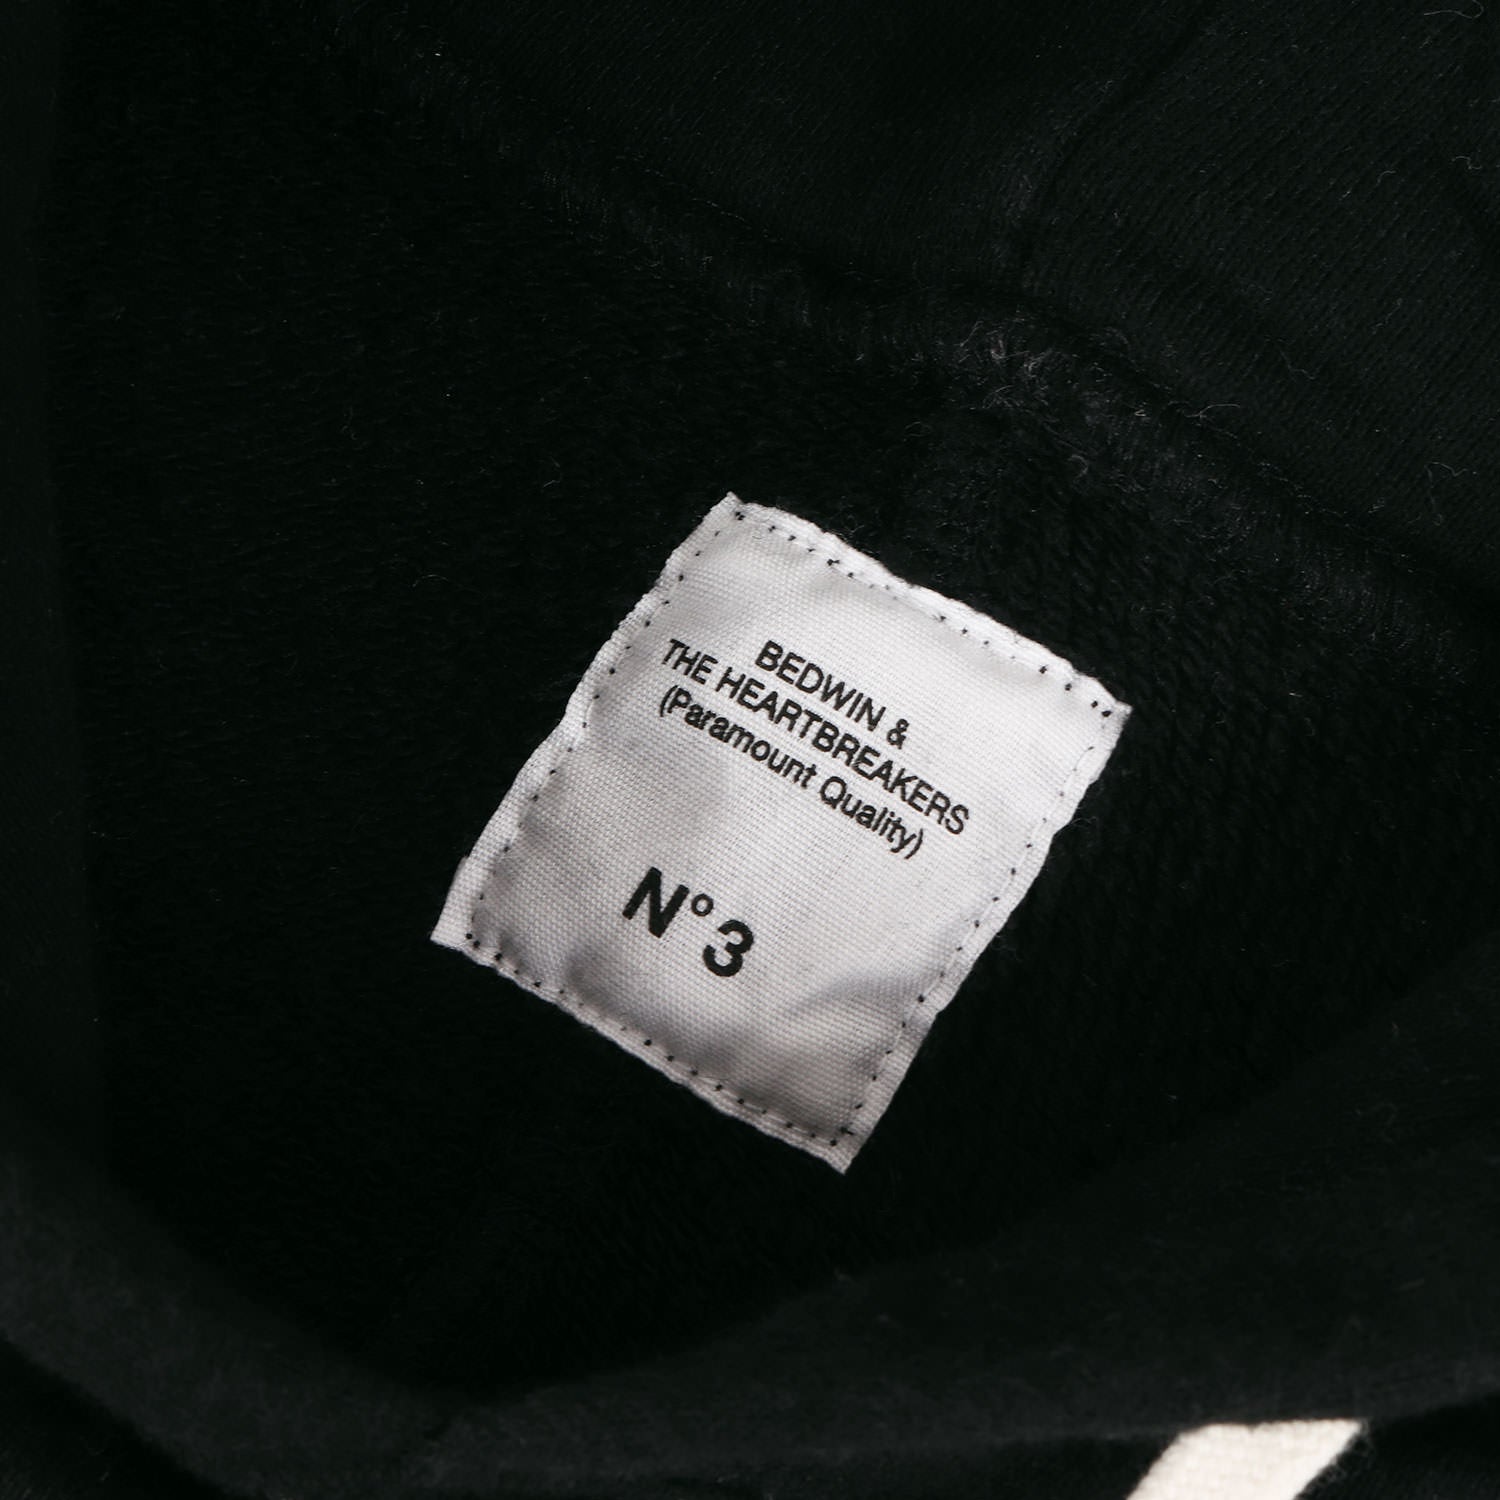 BEDWIN &
THE HEARTBREAKERS
(Paramount Quality)
N°3